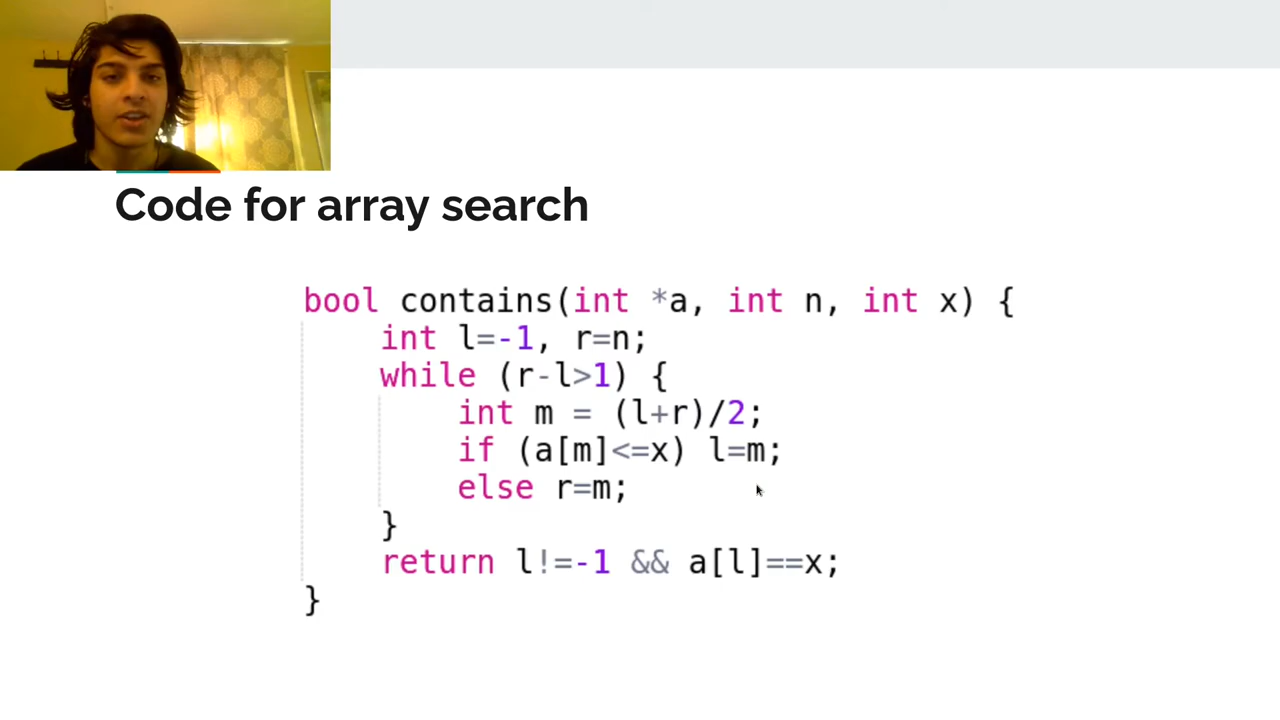 Code for array search
bool contains(int *a, int n, int x) {
int l=-1, r=n;
while (r-l>1) {
int m = (l+r)/2;
if (a[m]<=x) l=m;
else r=m;
}
return l!=-1 && a[l]==x;
}